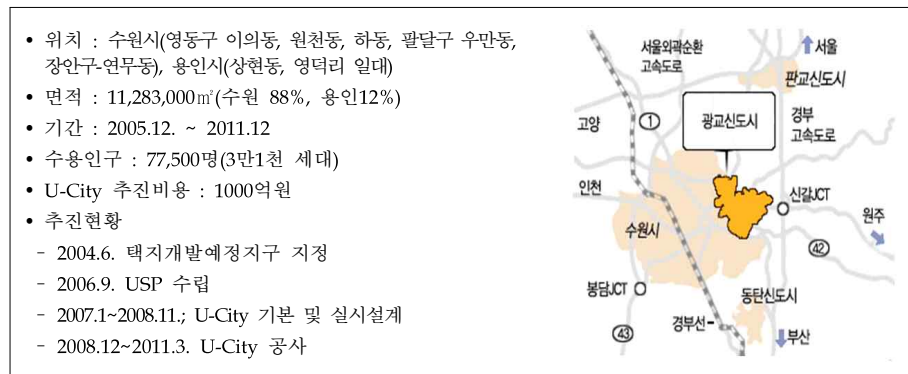 • 위치 : 수원시(영동구 이의동, 원천동, 하동, 팔달구 우만동,
장안구-연무동), 용인시(상현동, 영덕리 일대)
• 면적 : 11,283,000㎡(수원 88%, 용인12%)
• 기간 : 2005.12. ~ 2011.12
• 수용인구 : 77,500명(3만1천 세대)
• U-City 추진비용 : 1000억원
• 추진현황
- 2004.6. 택지개발예정지구 지정
- 2006.9. USP 수립
- 2007.1~2008.11.; U-City 기본 및 실시설계
- 2008.12~2011.3. U-City 공사
서울외곽순환
고속도로
서울
판교신도시
고양
1
광교신도시
경부
고속도로
인천
신갈JCT
원주
수원시
42
봉담JCT
동탄신도시
43
경부선
부산